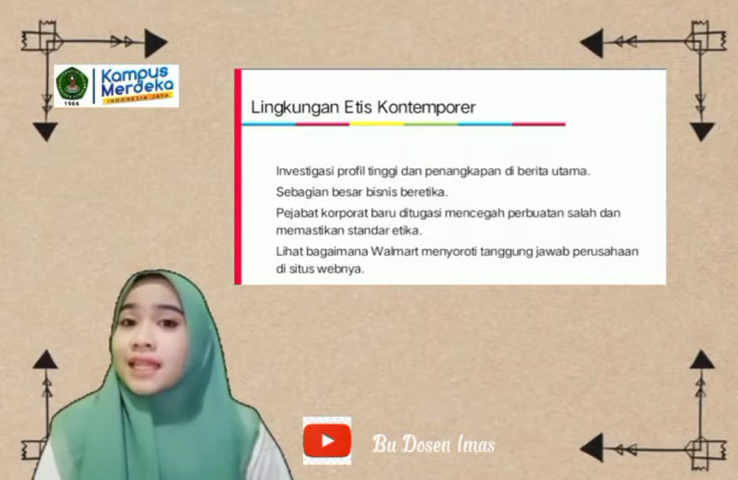 Kampus
Merdeka
INDONESIA JAYA
1966
Lingkungan Etis Kontemporer
Investigasi profil tinggi dan penangkapan di berita utama.
Sebagian besar bisnis beretika.
Pejabat korporat baru ditugasi mencegah perbuatan salah dan
memastikan standar etika.
Lihat bagaimana Walmart menyoroti tanggung jawab perusahaan
di situs webnya.
Bu Dosen Imas